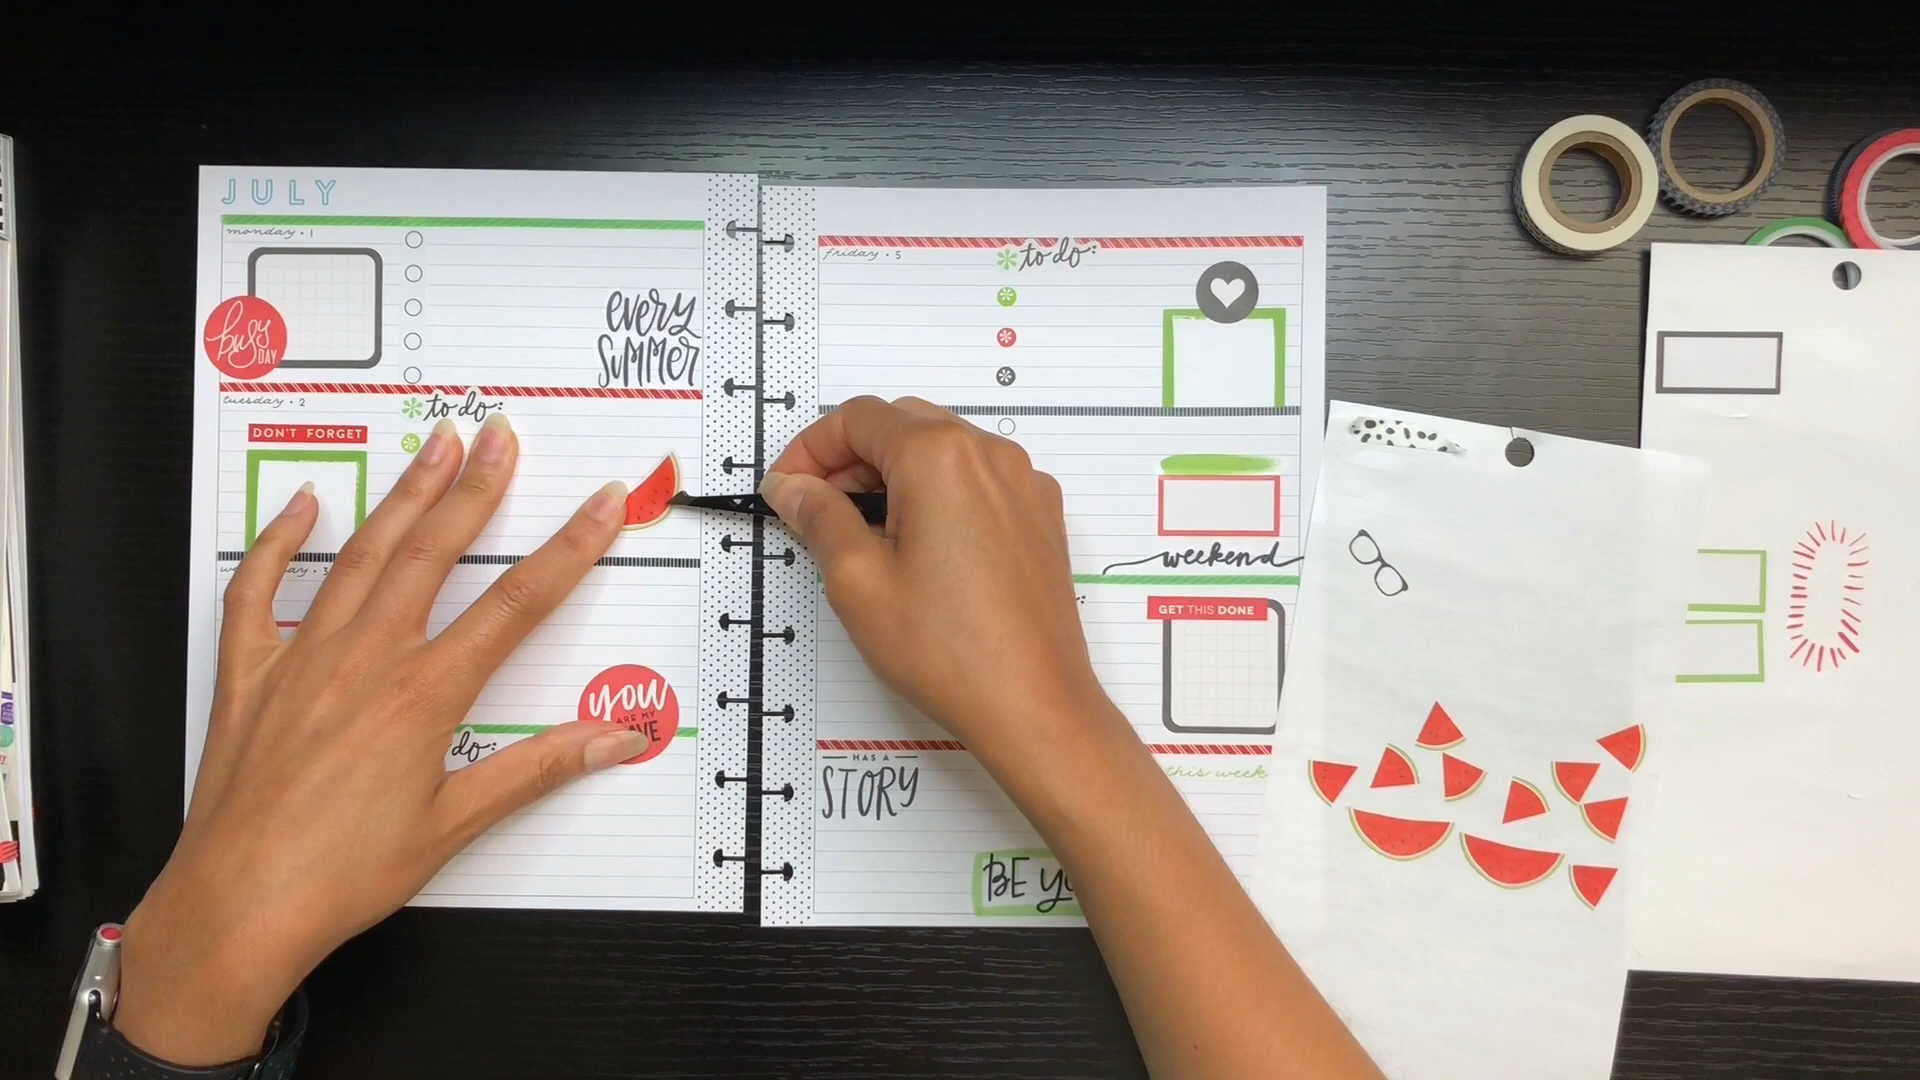 JULY
monday • 1
busy
DAY
every
SUMMER
tuesday • 2
to do:
DON'T FORGET
you
ARE MY
do:
friday • 5
to do:
weekend
GET THIS DONE
this week
HAS A
STORY
BE